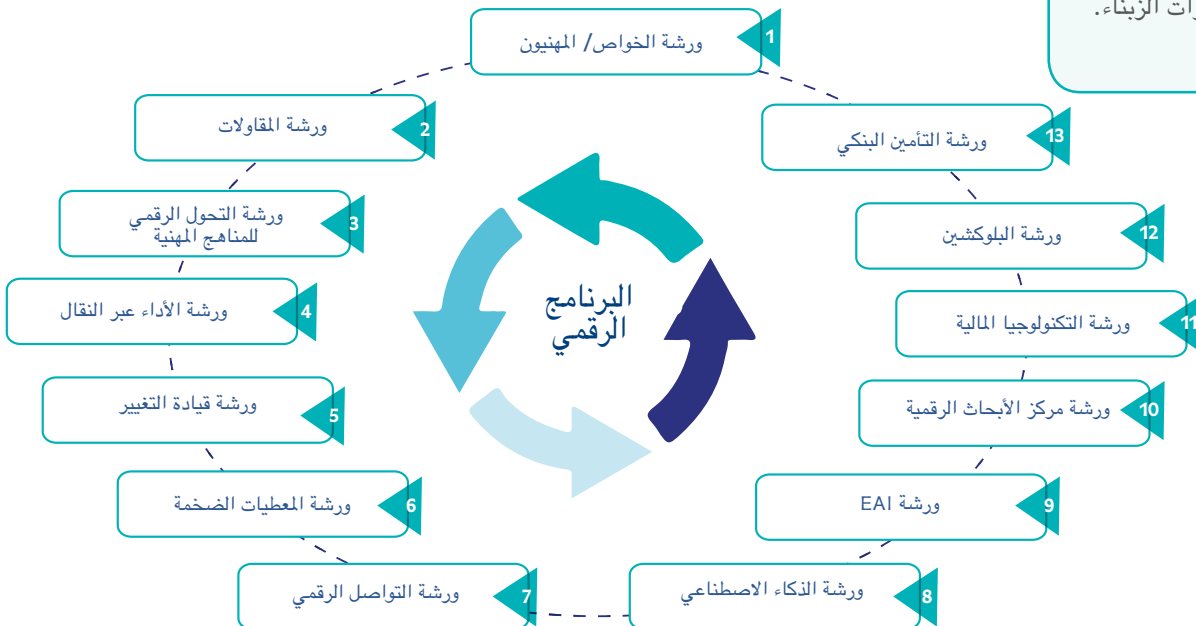 رات الزبناء.
1
ورشة الخواص/ المهنيون
2
ورشة المقاولات
3
ورشة التحول الرقمي
للمناهج المهنية
4
ورشة الأداء عبر النقال
5
ورشة قيادة التغيير
6
ورشة المعطيات الضخمة
7
ورشة التواصل الرقمي
8
ورشة الذكاء الاصطناعي
9
ورشة EAI
10
ورشة مركز الأبحاث الرقمية
11
ورشة التكنولوجيا المالية
12
ورشة البلوكشين
13
ورشة التأمين البنكي
البرنامج
الرقمي